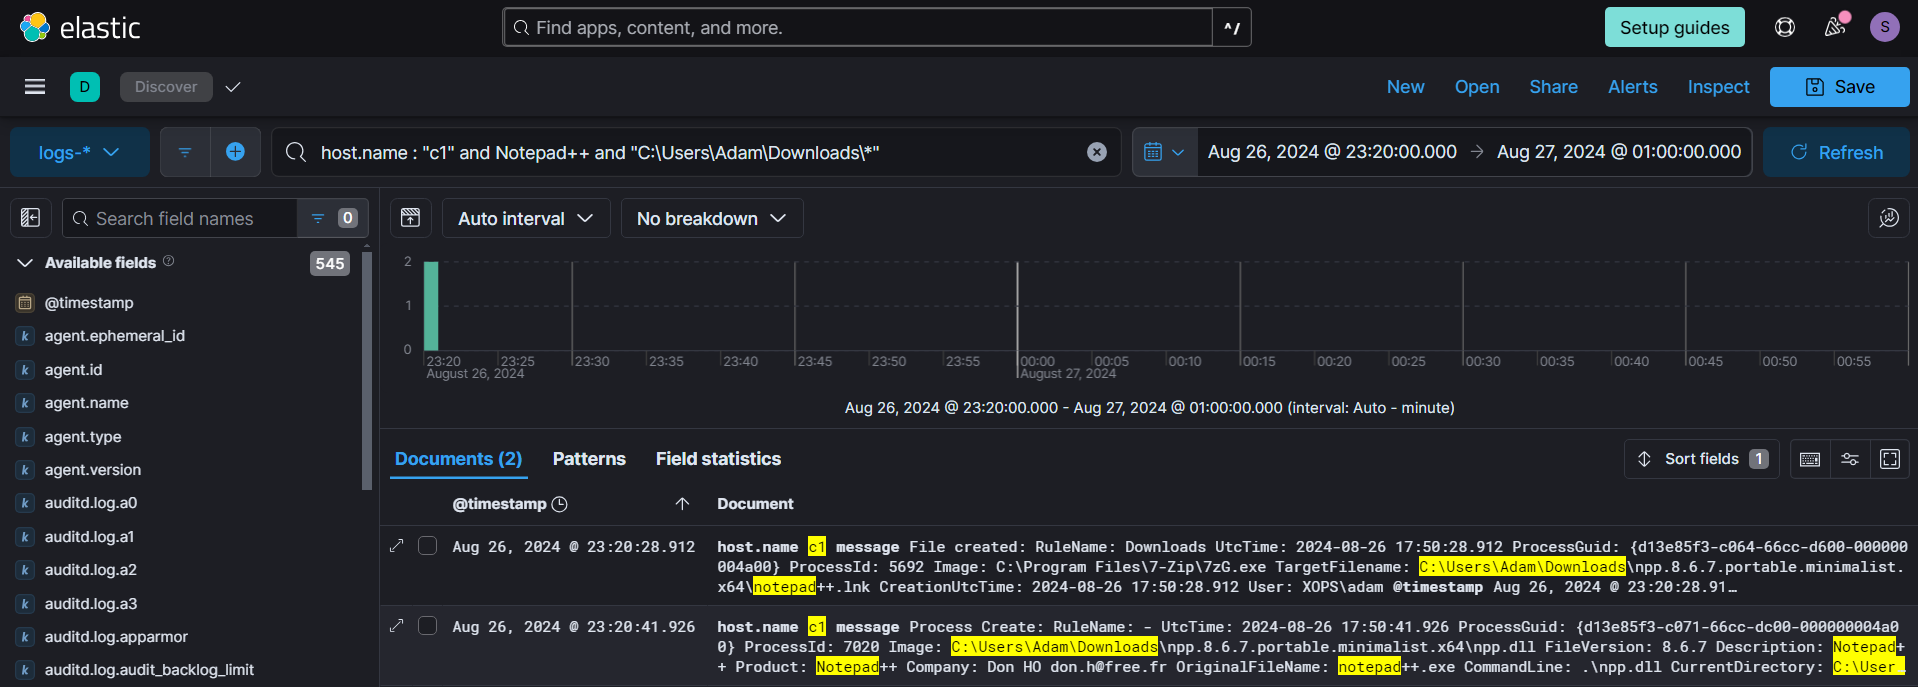 elastic
Find apps, content, and more.
^/
Setup guides
S
D
Discover
New
Open
Share
Alerts
Inspect
Save
logs-*
host.name : "c1" and Notepad++ and "C:\Users\Adam\Downloads\*"
Aug 26, 2024 @ 23:20:00.000 → Aug 27, 2024 @ 01:00:00.000
Refresh
Search field names
0
Auto interval
No breakdown
Available fields
545
@timestamp
k agent.ephemeral_id
k agent.id
k agent.name
k agent.type
k agent.version
k auditd.log.a0
k auditd.log.a1
k auditd.log.a2
k auditd.log.a3
k auditd.log.apparmor
k auditd.log.audit_backlog_limit
2
1
0
23:20 23:25 23:30 23:35 23:40 23:45 23:50 23:55 00:00 00:05 00:10 00:15 00:20 00:25 00:30 00:35 00:40 00:45 00:50 00:55
August 26, 2024 August 27, 2024
Aug 26, 2024 @ 23:20:00.000 - Aug 27, 2024 @ 01:00:00.000 (interval: Auto - minute)
Documents (2)
Patterns
Field statistics
Sort fields 1
@timestamp
Document
Aug 26, 2024 @ 23:20:28.912
host.name c1 message File created: RuleName: Downloads UtcTime: 2024-08-26 17:50:28.912 ProcessGuid: {d13e85f3-c064-66cc-d600-000000
004a00} ProcessId: 5692 Image: C:\Program Files\7-Zip\7zG.exe TargetFilename: C:\Users\Adam\Downloads\npp.8.6.7.portable.minimalist.
x64\notepad++.lnk CreationUtcTime: 2024-08-26 17:50:28.912 User: XOPS\adam @timestamp Aug 26, 2024 @ 23:20:28.91…
Aug 26, 2024 @ 23:20:41.926
host.name c1 message Process Create: RuleName: - UtcTime: 2024-08-26 17:50:41.926 ProcessGuid: {d13e85f3-c071-66cc-dc00-000000004a0
0} ProcessId: 7020 Image: C:\Users\Adam\Downloads\npp.8.6.7.portable.minimalist.x64\npp.dll FileVersion: 8.6.7 Description: Notepad+
+ Product: Notepad++ Company: Don HO don.h@free.fr OriginalFileName: notepad++.exe CommandLine: .\npp.dll CurrentDirectory: C:\User…